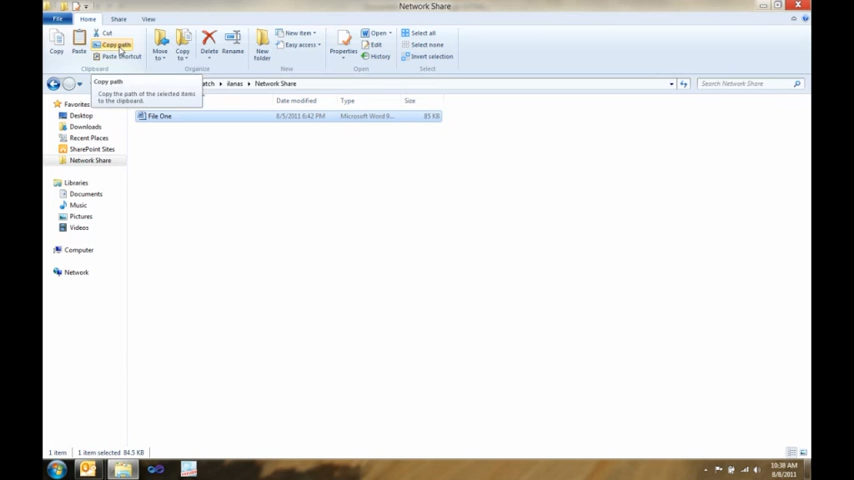 Network Share
File
Home
Share
View
Copy
Paste
Cut
Copy path
Paste shortcut
Clipboard
Move to
Copy to
Delete
Rename
Organize
New folder
New item
Easy access
New
Properties
Open
Edit
History
Open
Select all
Select none
Invert selection
Select
Copy path
Copy the path of the selected items
to the clipboard.
atch ilanas Network Share
Search Network Share
Date modified Type Size
File One 8/5/2011 6:42 PM Microsoft Word 9... 85 KB
Favorites
Desktop
Downloads
Recent Places
SharePoint Sites
Network Share
Libraries
Documents
Music
Pictures
Videos
Computer
Network
1 item 1 item selected 84.5 KB
10:38 AM
8/8/2011